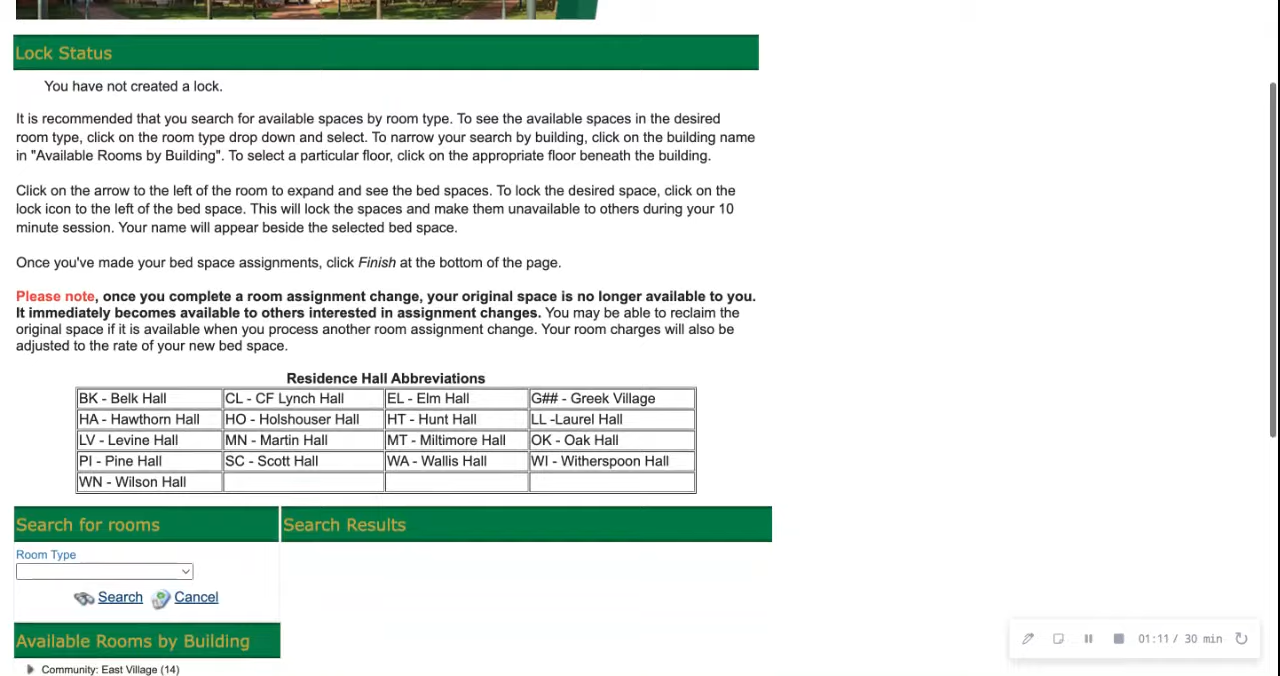 Lock Status
You have not created a lock.
It is recommended that you search for available spaces by room type. To see the available spaces in the desired
room type, click on the room type drop down and select. To narrow your search by building, click on the building name
in "Available Rooms by Building". To select a particular floor, click on the appropriate floor beneath the building.
Click on the arrow to the left of the room to expand and see the bed spaces. To lock the desired space, click on the
lock icon to the left of the bed space. This will lock the spaces and make them unavailable to others during your 10
minute session. Your name will appear beside the selected bed space.
Once you've made your bed space assignments, click Finish at the bottom of the page.
Please note, once you complete a room assignment change, your original space is no longer available to you.
It immediately becomes available to others interested in assignment changes. You may be able to reclaim the
original space if it is available when you process another room assignment change. Your room charges will also be
adjusted to the rate of your new bed space.
Residence Hall Abbreviations
BK - Belk Hall CL - CF Lynch Hall EL - Elm Hall G## - Greek Village
HA - Hawthorn Hall HO - Holshouser Hall HT - Hunt Hall LL -Laurel Hall
LV - Levine Hall MN - Martin Hall MT - Miltimore Hall OK - Oak Hall
PI - Pine Hall SC - Scott Hall WA - Wallis Hall WI - Witherspoon Hall
WN - Wilson Hall
Search for rooms Search Results
Room Type
Search Cancel
Available Rooms by Building
Community: East Village (14)
01:11 / 30 min